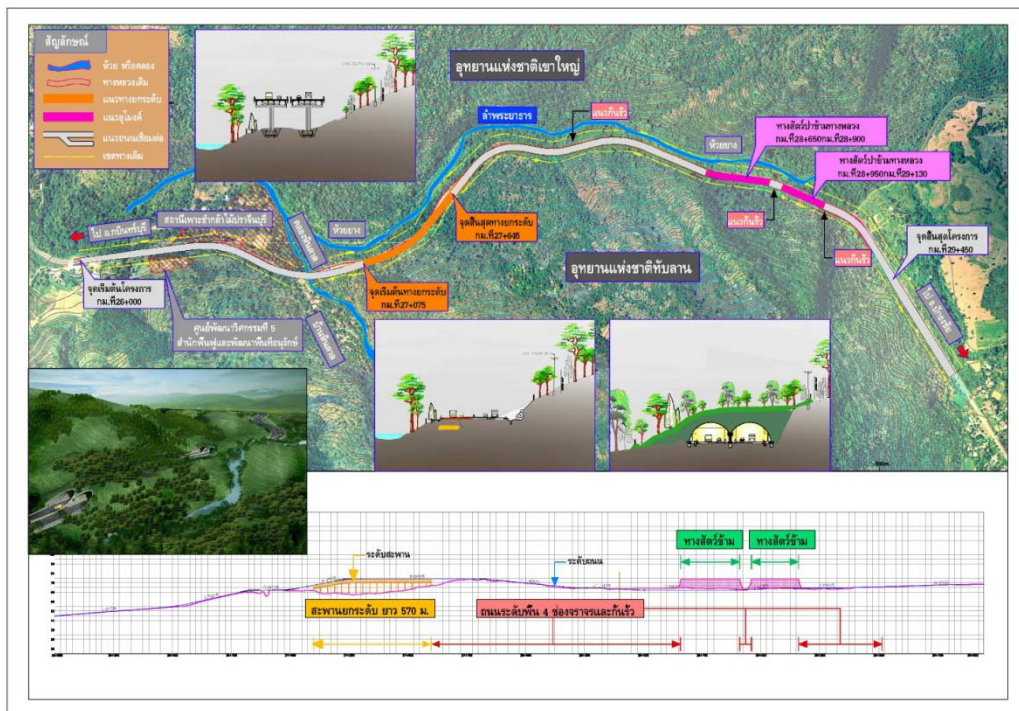 สัญลักษณ์
ห้วย หรือคลอง
ทางหลวงเดิม
แนวทางยกระดับ
แนวอุโมงค์
แนวถนนเชื่อมต่อ
เขตทางเดิม
อุทยานแห่งชาติเขาใหญ่
ลำพระยาธาร
แนวกันรั้ว
ห้วยยาง
ทางสัตว์ป่าข้ามทางหลวง
กม.ที่28+650กม.ที่28+900
ทางสัตว์ป่าข้ามทางหลวง
กม.ที่28+950กม.ที่29+130
แนวกันรั้ว
แนวกันรั้ว
ไป อ.กบินทร์บุรี
สถานีเพาะชำกล้าไม้ปราจีนบุรี
ห้วยยาง
จุดสิ้นสุดทางยกระดับ
กม.ที่27+645
อุทยานแห่งชาติทับลาน
จุดสิ้นสุดโครงการ
กม.ที่29+450
จุดเริ่มต้นโครงการ
กม.ที่26+000
จุดเริ่มต้นทางยกระดับ
กม.ที่27+075
ศูนย์พัฒนาวิศกรรมที่ 5
สำนักฟื้นฟูและพัฒนาพื้นที่อนุรักษ์
ระดับสะพาน
ระดับถนน
ทางสัตว์ข้าม
ทางสัตว์ข้าม
สะพานยกระดับ ยาว 570 ม.
ถนนระดับพื้น 4 ช่องจราจรและกันรั้ว